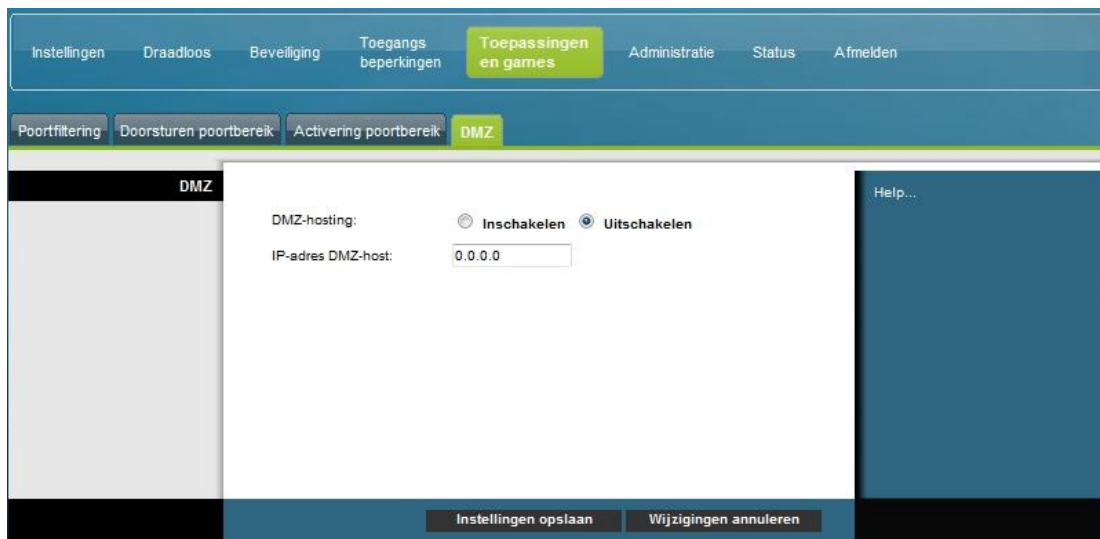 Instellingen Draadloos Beveiliging Toegangs beperkingen Toepassingen en games Administratie Status Afmelden
Poortfiltering Doorsturen poortbereik Activering poortbereik DMZ
DMZ
Help...
DMZ-hosting: Inschakelen Uitschakelen
IP-adres DMZ-host: 0.0.0.0
Instellingen opslaan Wijzigingen annuleren